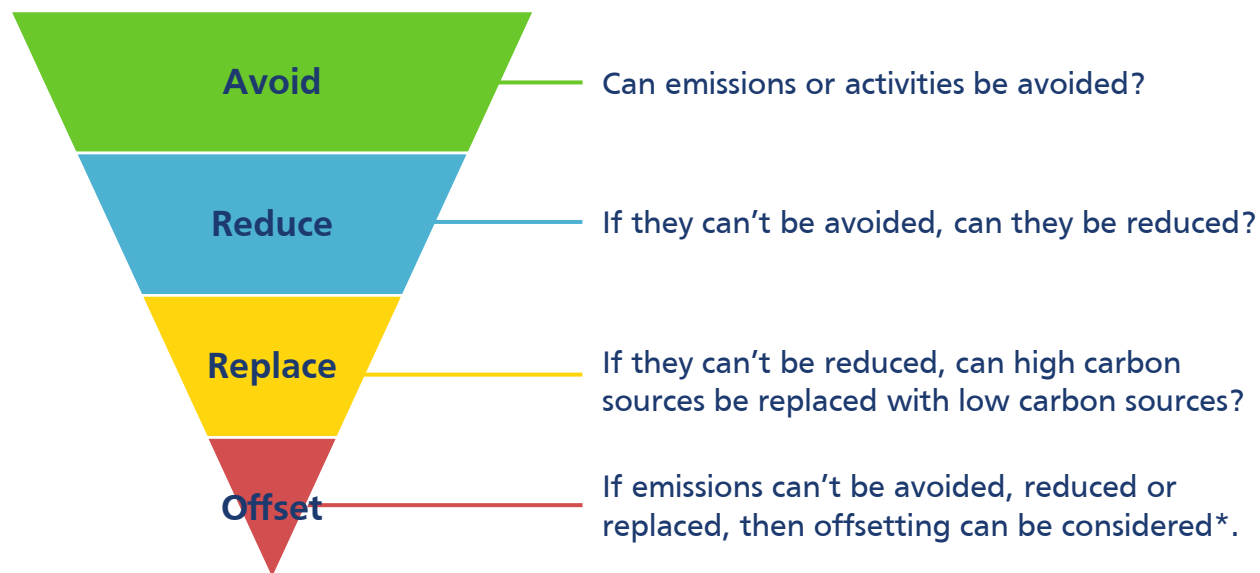 Avoid
Can emissions or activities be avoided?
Reduce
If they can’t be avoided, can they be reduced?
Replace
If they can’t be reduced, can high carbon
sources be replaced with low carbon sources?
Offset
If emissions can’t be avoided, reduced or
replaced, then offsetting can be considered*.